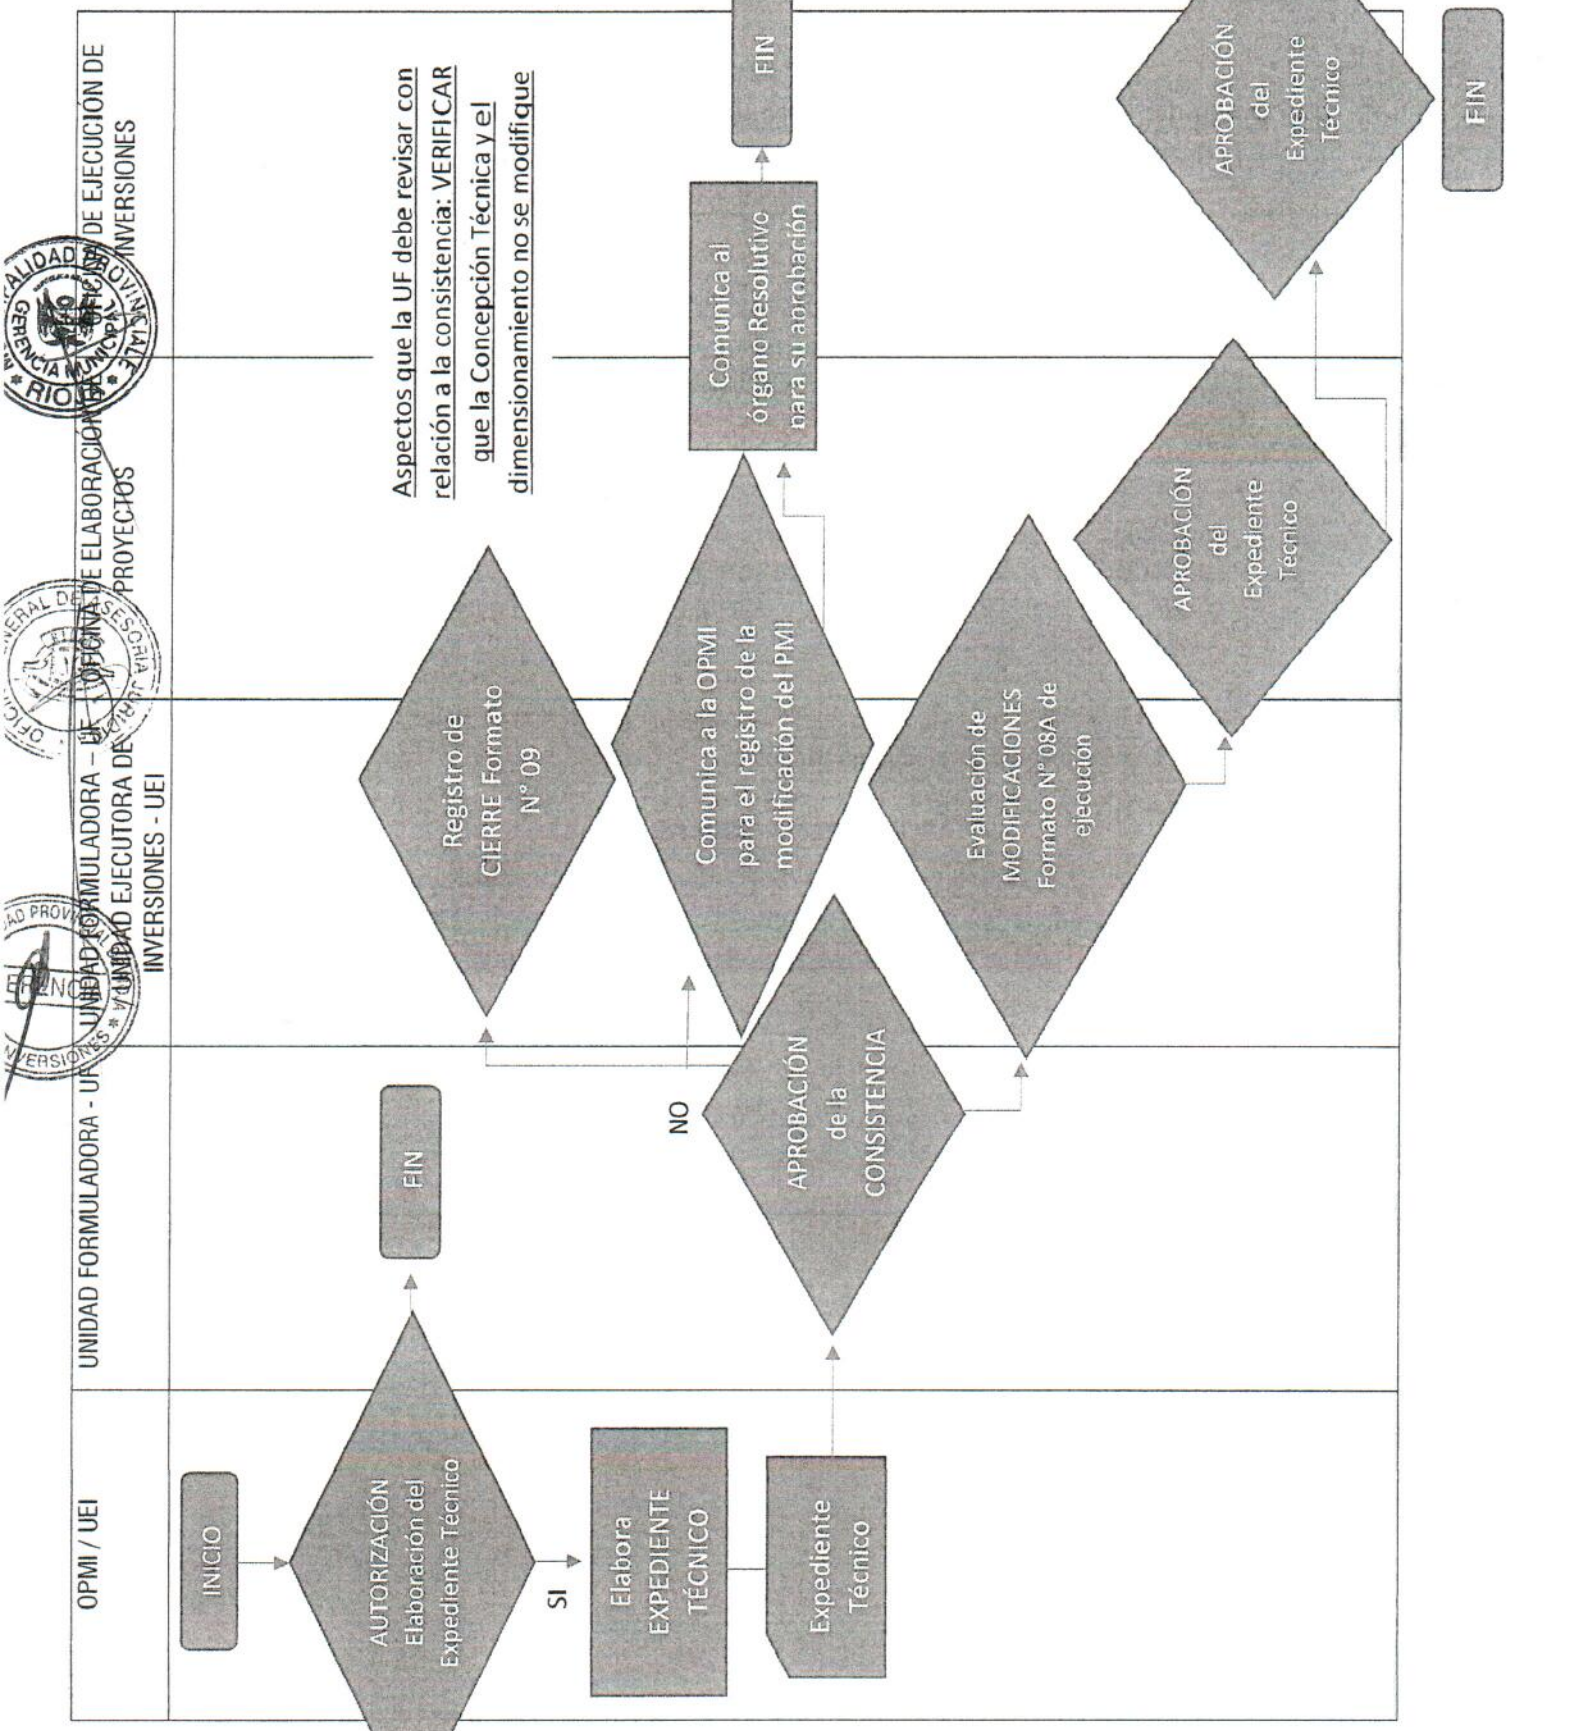 OPMI / UEI
UNIDAD FORMULADORA - UF
UNIDAD FORMULADORA – UF
UNIDAD EJECUTORA DE
INVERSIONES - UEI
OFICINA DE ELABORACIÓN DE
PROYECTOS
OFICINA DE EJECUCIÓN DE
INVERSIONES
INICIO
AUTORIZACIÓN
Elaboración del
Expediente Técnico
SI
Elabora
EXPEDIENTE
TÉCNICO
Expediente
Técnico
FIN
NO
APROBACIÓN
de la
CONSISTENCIA
Registro de
CIERRE Formato
N° 09
Comunica a la OPMI
para el registro de la
modificación del PMI
Evaluación de
MODIFICACIONES
Formato N° 08A de
ejecución
Aspectos que la UF debe revisar con
relación a la consistencia: VERIFICAR
que la Concepción Técnica y el
dimensionamiento no se modifique
Comunica al
órgano Resolutivo
para su aprobación
FIN
APROBACIÓN
del
Expediente
Técnico
APROBACIÓN
del
Expediente
Técnico
FIN
GERENCIA MUNICIPAL
RIOJA